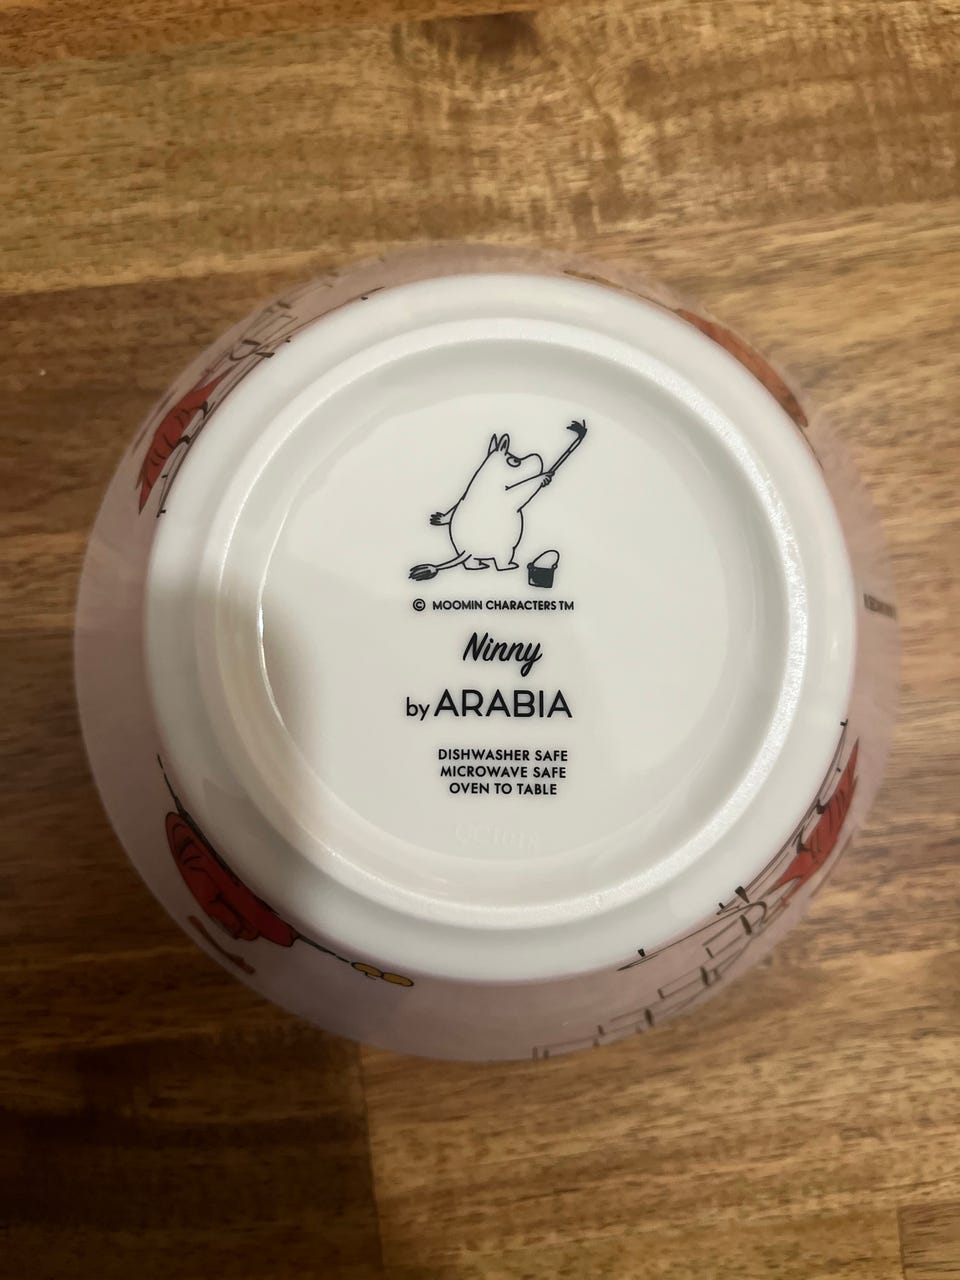 © MOOMIN CHARACTERS TM
Ninny
by ARABIA
DISHWASHER SAFE
MICROWAVE SAFE
OVEN TO TABLE